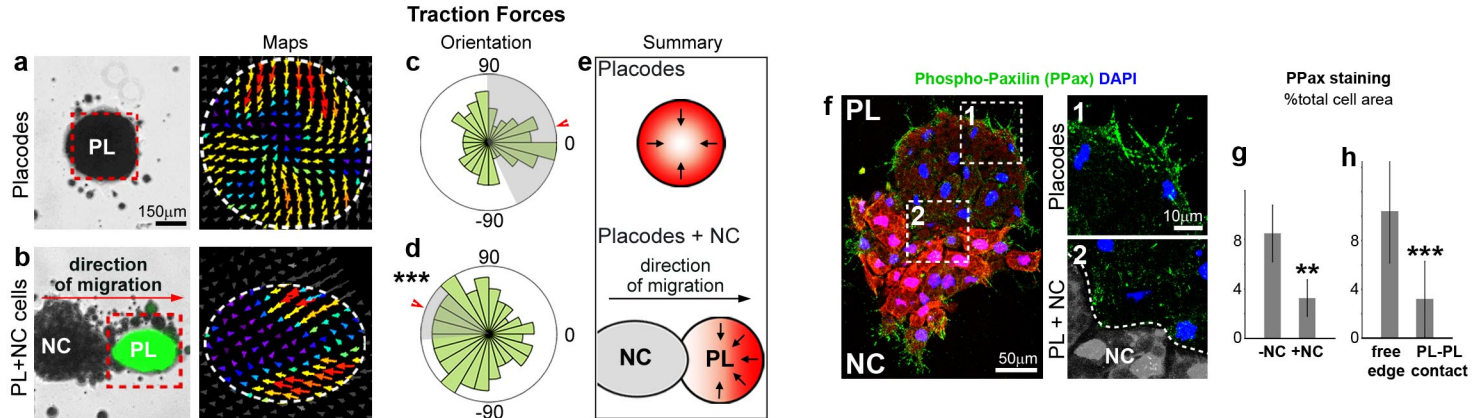 Traction Forces
Maps
Orientation
Summary
a
Placodes
PL
150μm
c
90
0
-90
e
Placodes
b
PL+NC cells
direction
of migration
NC
PL
d
***
90
0
-90
Placodes + NC
direction
of migration
NC
PL
Phospho-Paxilin (PPax) DAPI
f
PL
1
2
NC
50μm
Placodes
1
10μm
PL + NC
2
NC
PPax staining
%total cell area
g
8
4
0
**
-NC +NC
h
8
4
0
***
free
edge
PL-PL
contact